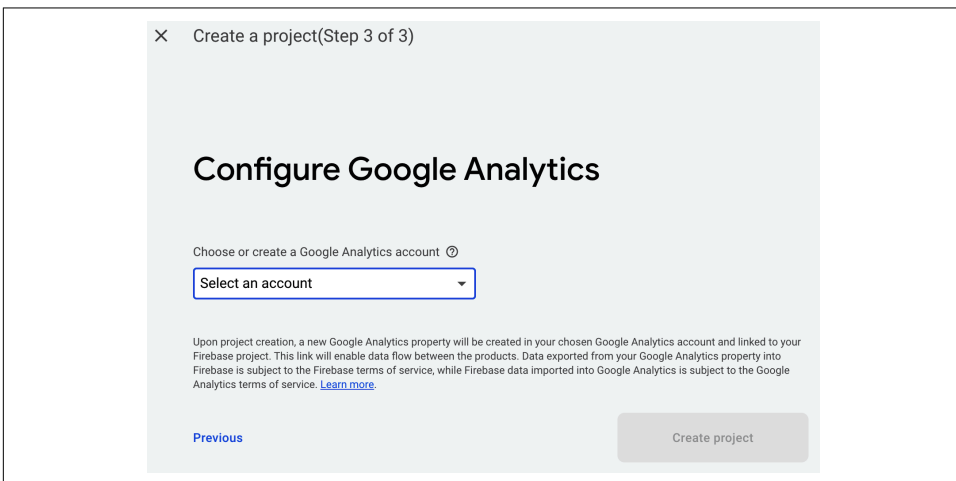 Create a project(Step 3 of 3)
Configure Google Analytics
Choose or create a Google Analytics account
Select an account
Upon project creation, a new Google Analytics property will be created in your chosen Google Analytics account and linked to your
Firebase project. This link will enable data flow between the products. Data exported from your Google Analytics property into
Firebase is subject to the Firebase terms of service, while Firebase data imported into Google Analytics is subject to the Google
Analytics terms of service. Learn more.
Previous
Create project